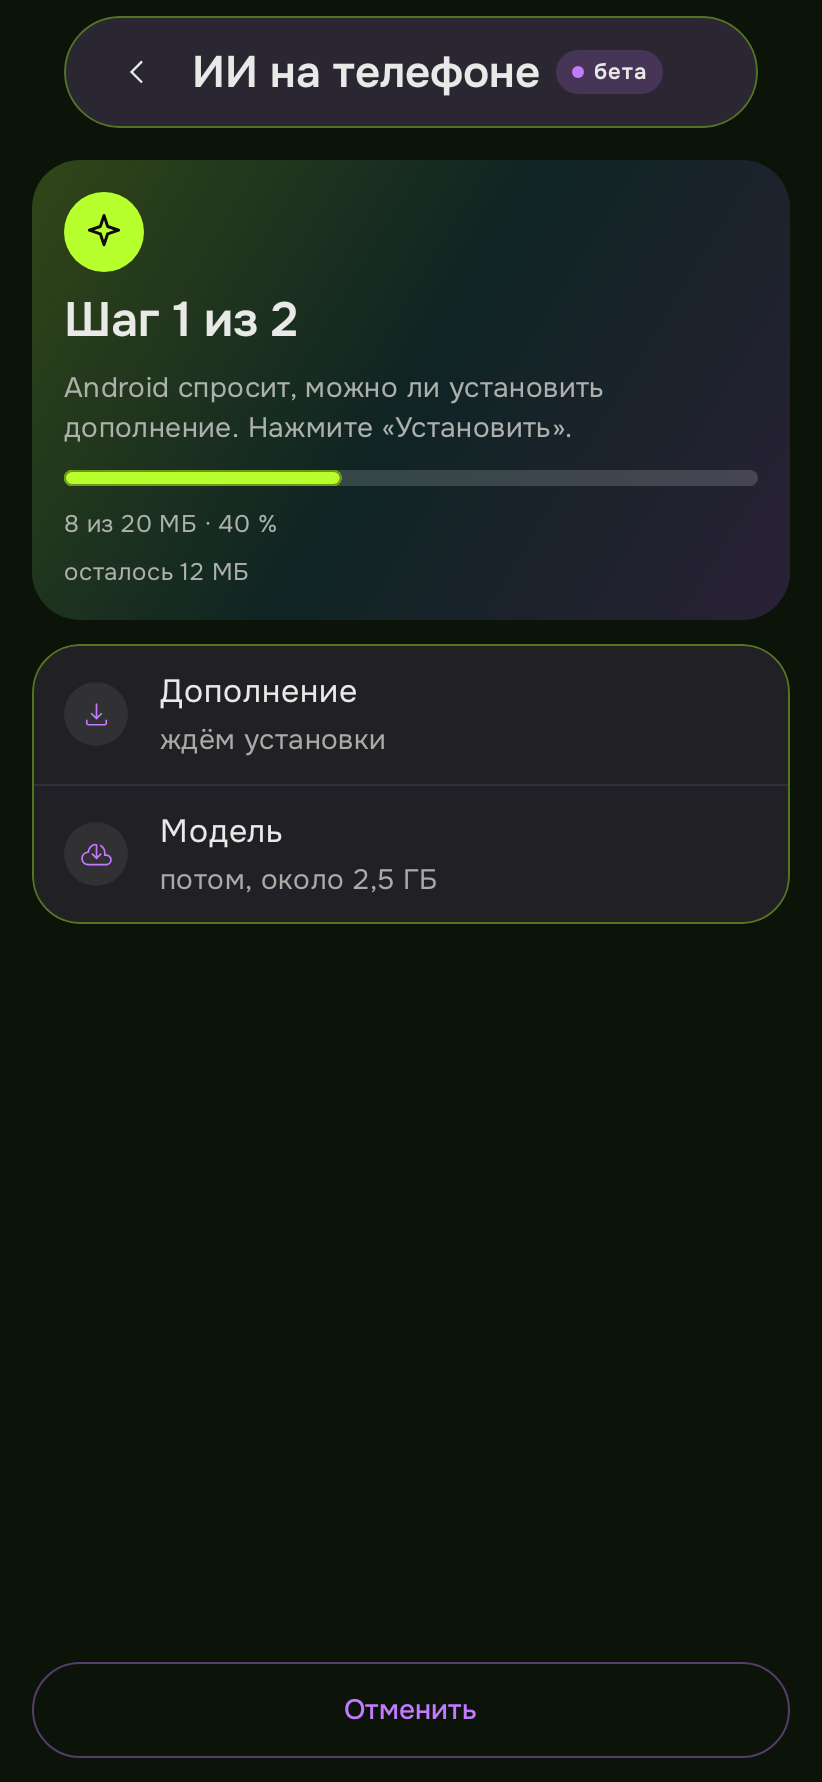 ИИ на телефоне
бета
Шаг 1 из 2
Android спросит, можно ли установить
дополнение. Нажмите «Установить».
8 из 20 МБ · 40 %
осталось 12 МБ
Дополнение
ждём установки
Модель
потом, около 2,5 ГБ
Отменить